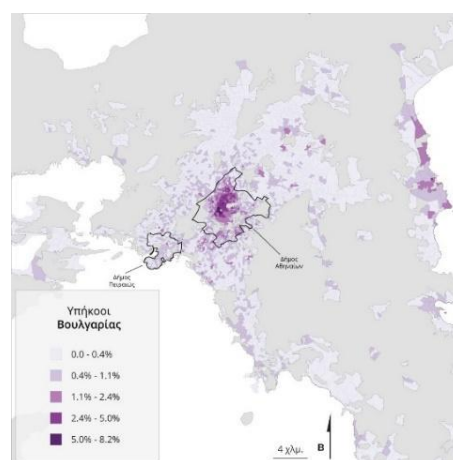 Δήμος
Αθηναίων
Δήμος
Πειραιώς
Υπήκοοι
Βουλγαρίας
0.0 - 0.4%
0.4% - 1.1%
1.1% - 2.4%
2.4% - 5.0%
5.0% - 8.2%
4 χλμ.
Β